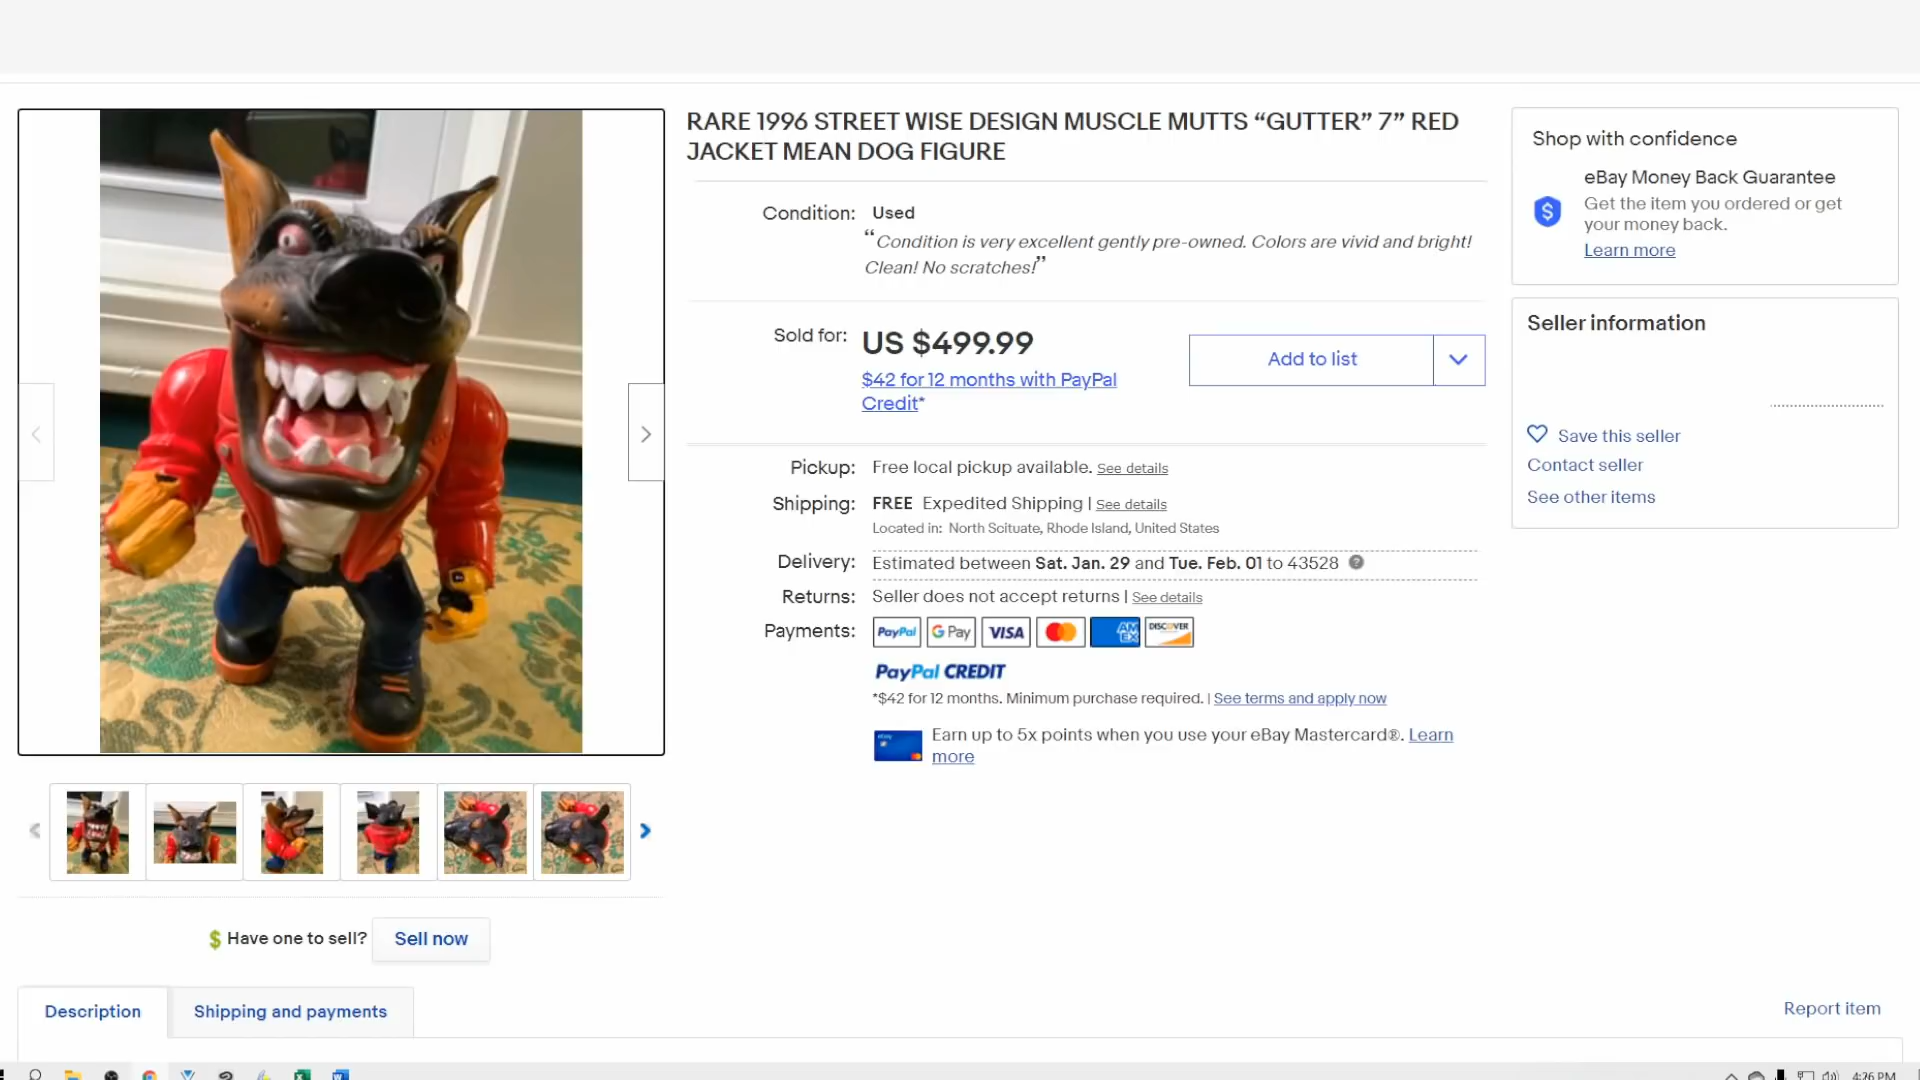 RARE 1996 STREET WISE DESIGN MUSCLE MUTTS “GUTTER” 7” RED
JACKET MEAN DOG FIGURE
Condition: Used
“Condition is very excellent gently pre-owned. Colors are vivid and bright!
Clean! No scratches!”
Sold for: US $499.99
$42 for 12 months with PayPal
Credit*
Add to list
Pickup: Free local pickup available. See details
Shipping: FREE Expedited Shipping | See details
Located in: North Scituate, Rhode Island, United States
Delivery: Estimated between Sat. Jan. 29 and Tue. Feb. 01 to 43528 ?
Returns: Seller does not accept returns | See details
Payments: PayPal G Pay VISA AM EX DISCOVER
PayPal CREDIT
*$42 for 12 months. Minimum purchase required. | See terms and apply now
Earn up to 5x points when you use your eBay Mastercard®. Learn
more
Shop with confidence
$
eBay Money Back Guarantee
Get the item you ordered or get
your money back.
Learn more
Seller information
Save this seller
Contact seller
See other items
$ Have one to sell? Sell now
Description
Shipping and payments
Report item
4:26 PM